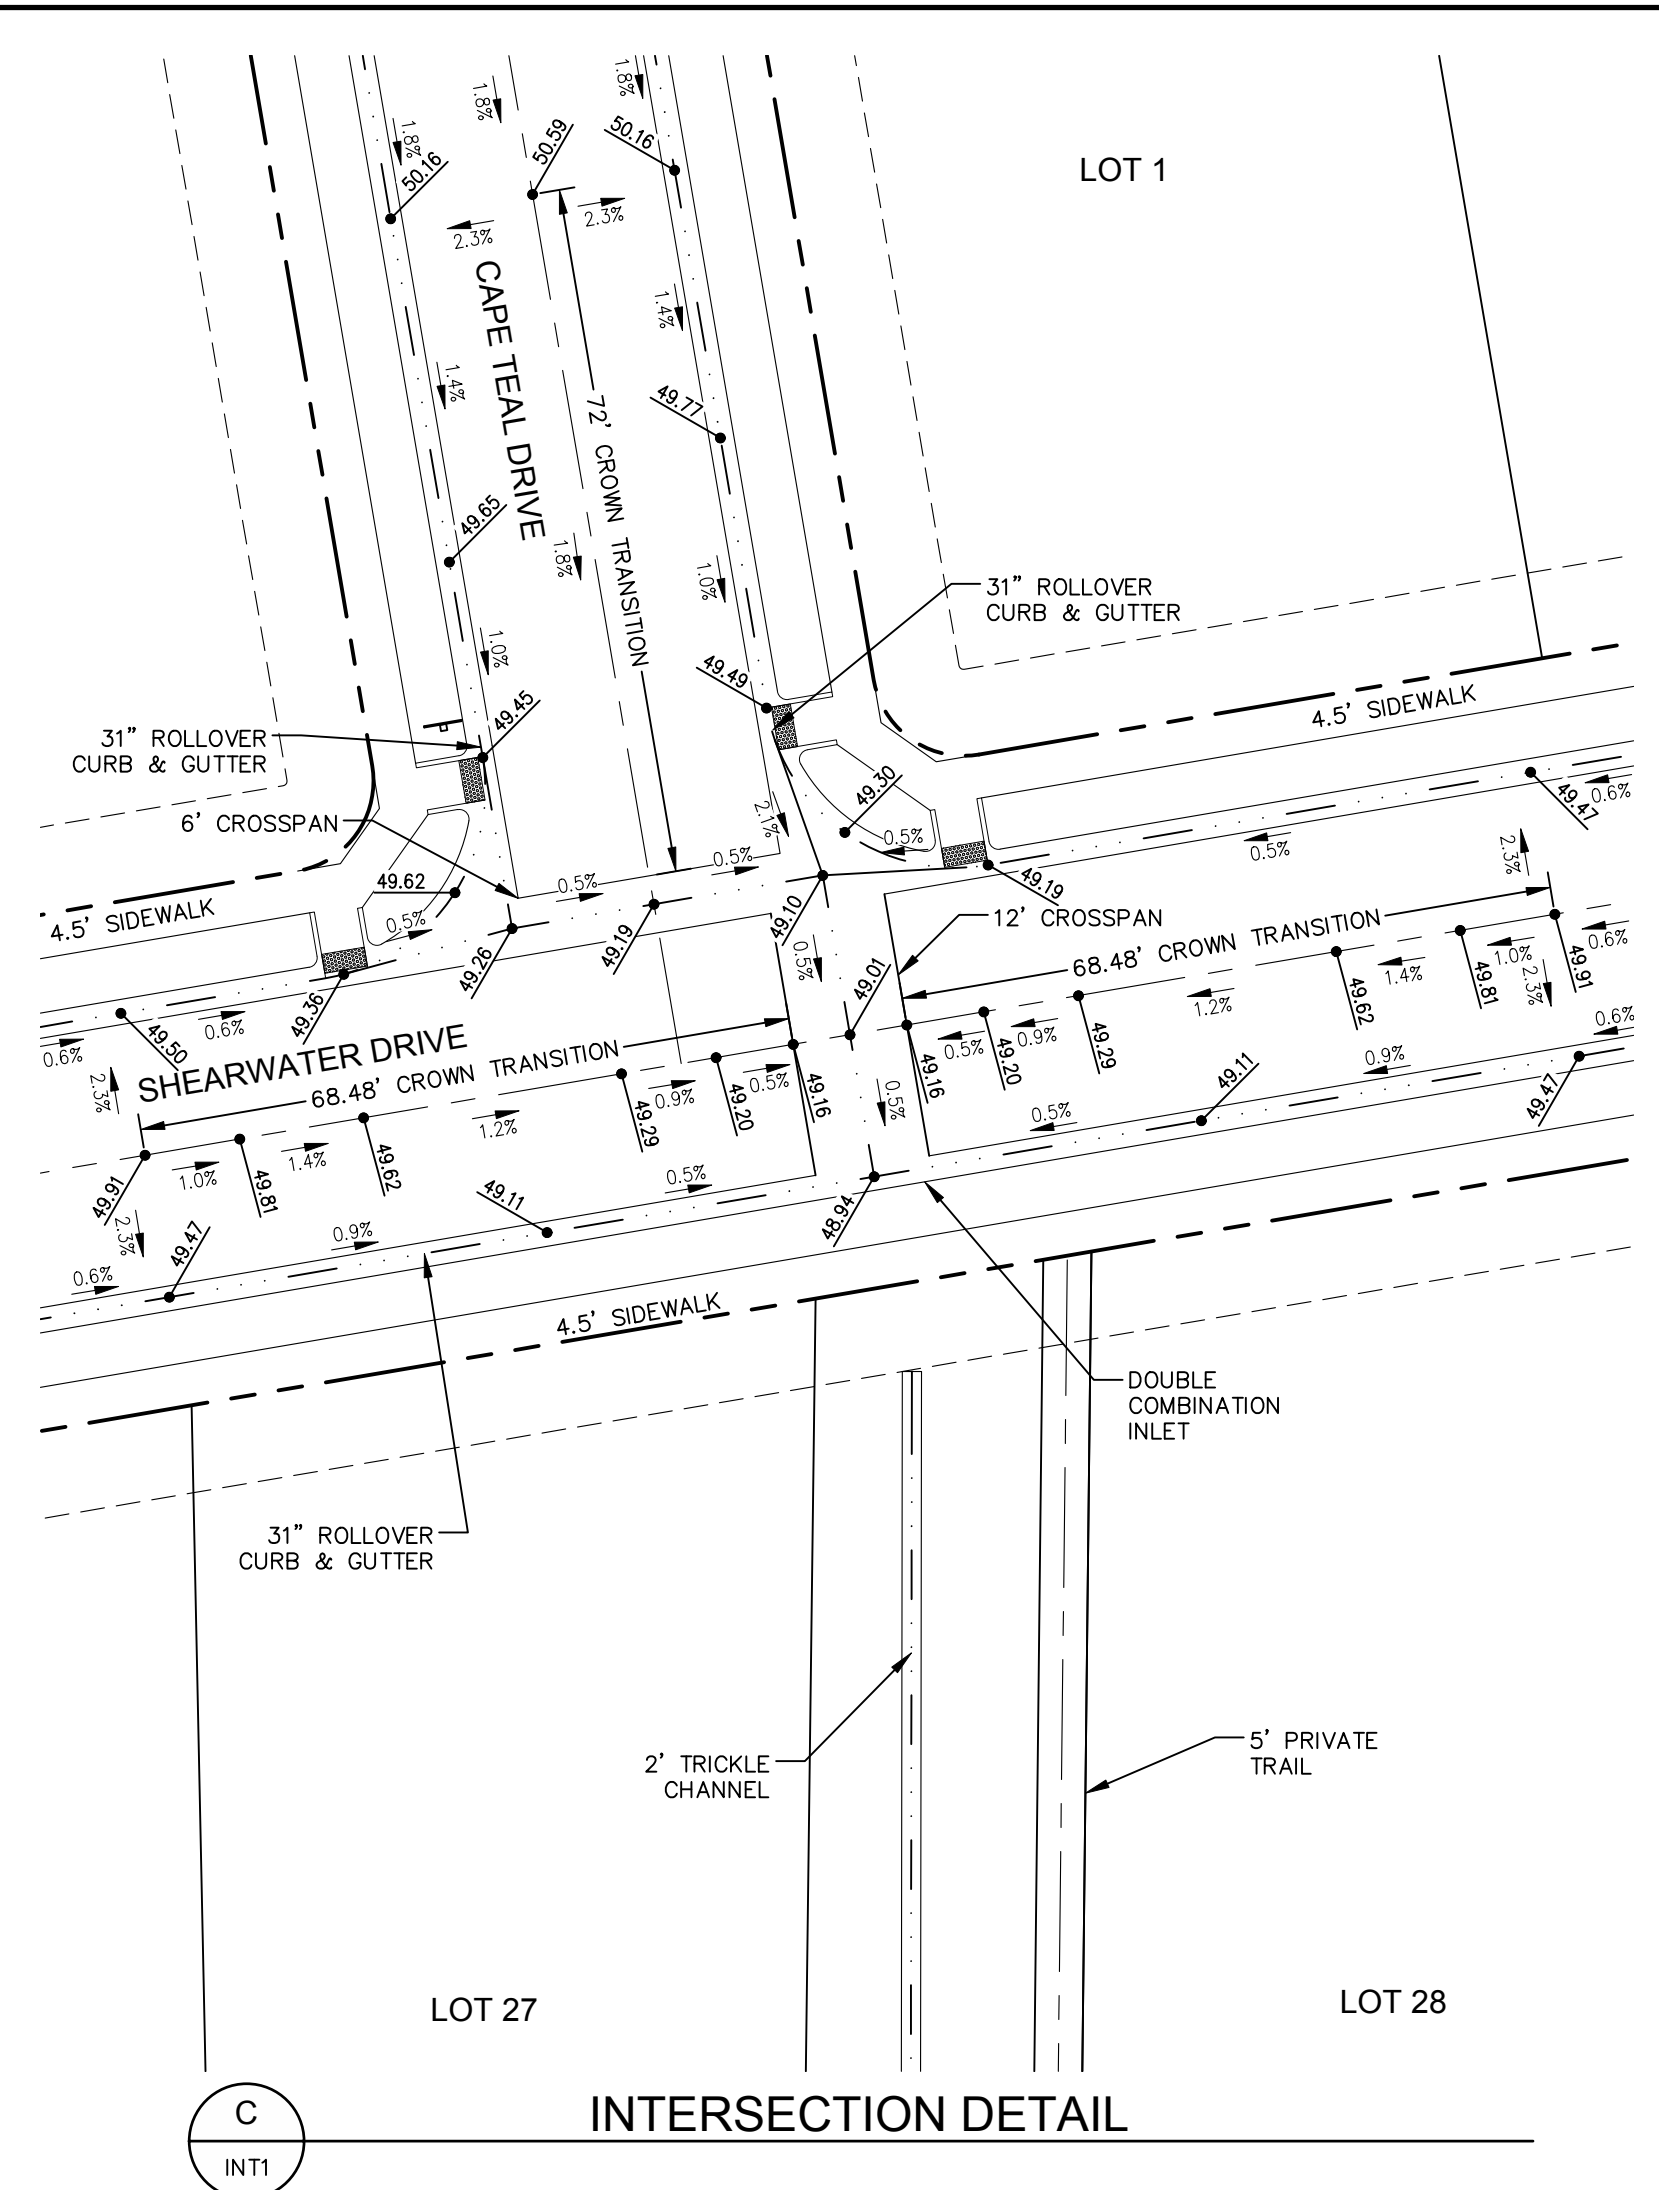 1.8%
1.8%
1.8%
50.16
50.59
50.16
LOT 1
2.3%
2.3%
CAPE TEAL DRIVE
1.4%
1.4%
72' CROWN TRANSITION
49.77
49.65
1.8%
1.0%
1.0%
31" ROLLOVER
CURB & GUTTER
49.49
49.45
4.5' SIDEWALK
31" ROLLOVER
CURB & GUTTER
6' CROSSPAN
2.1%
49.30
0.5%
49.47
0.6%
0.5%
2.3%
49.62
0.5%
0.5%
0.5%
49.19
4.5' SIDEWALK
49.26
49.19
49.10
12' CROSSPAN
0.5%
49.01
68.48' CROWN TRANSITION
49.36
49.50
0.6%
0.6%
0.5%
49.16
0.9%
49.20
1.2%
49.29
1.4%
49.62
1.0%
49.81
2.3%
49.91
0.6%
SHEARWATER DRIVE
68.48' CROWN TRANSITION
2.3%
49.91
1.0%
49.81
1.4%
49.62
1.2%
49.29
0.9%
49.20
0.5%
49.16
0.5%
0.6%
0.9%
49.11
0.5%
49.47
2.3%
49.47
0.6%
0.9%
49.11
0.5%
48.94
4.5' SIDEWALK
DOUBLE
COMBINATION
INLET
31" ROLLOVER
CURB & GUTTER
2' TRICKLE
CHANNEL
5' PRIVATE
TRAIL
LOT 27
LOT 28
C
INT1
INTERSECTION DETAIL